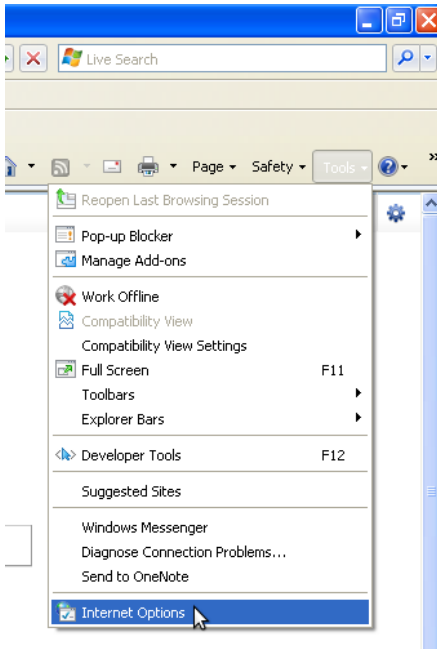 Live Search
Page Safety Tools »
Reopen Last Browsing Session
Pop-up Blocker
Manage Add-ons
Work Offline
Compatibility View
Compatibility View Settings
Full Screen F11
Toolbars
Explorer Bars
Developer Tools F12
Suggested Sites
Windows Messenger
Diagnose Connection Problems...
Send to OneNote
Internet Options